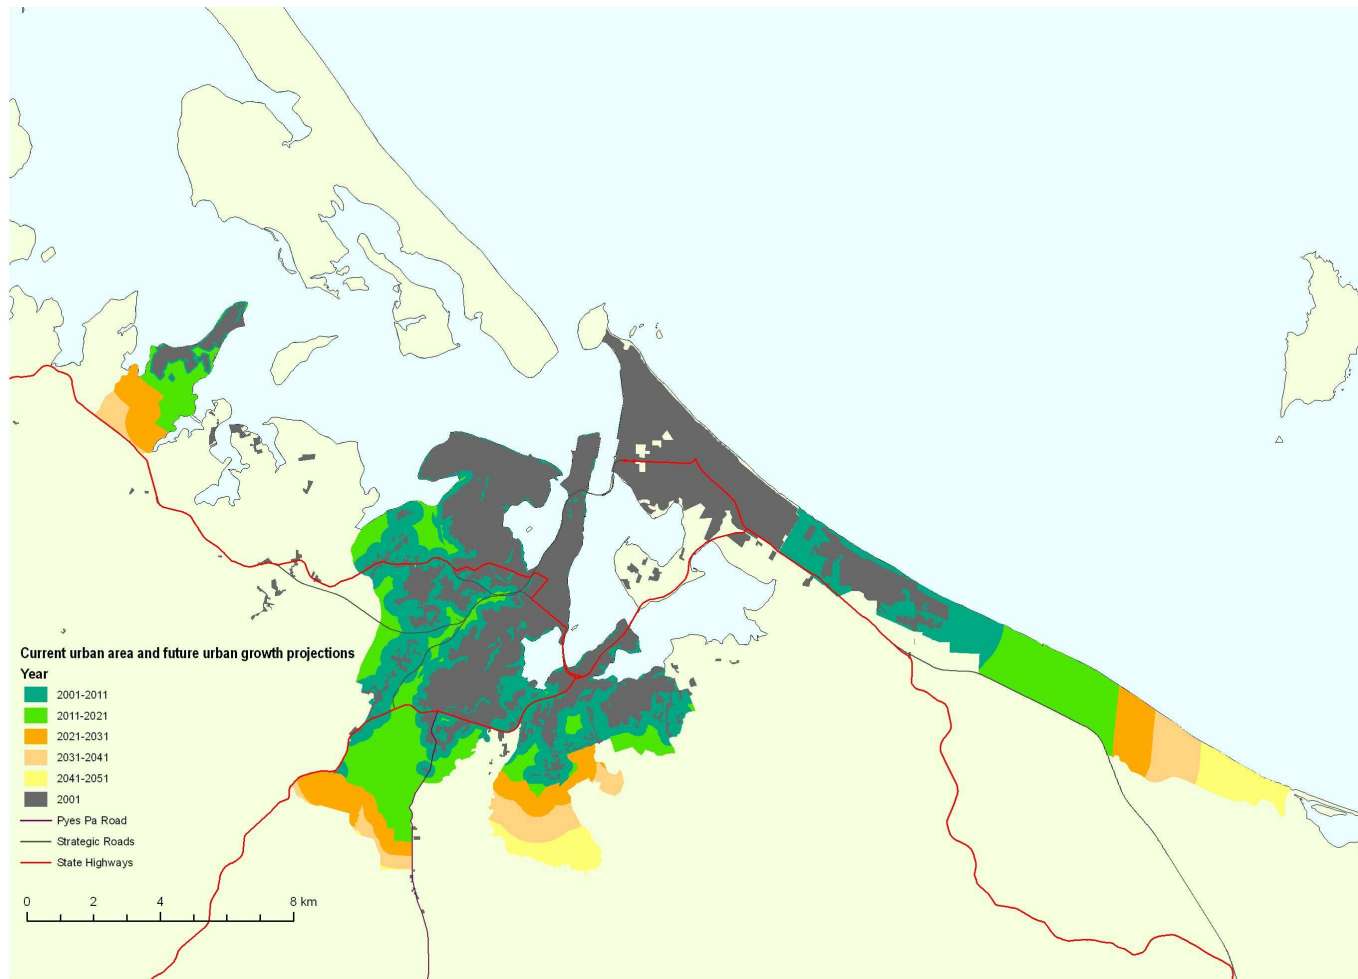 Current urban area and future urban growth projections
Year
2001-2011
2011-2021
2021-2031
2031-2041
2041-2051
2001
Pyes Pa Road
Strategic Roads
State Highways
0 2 4 8 km